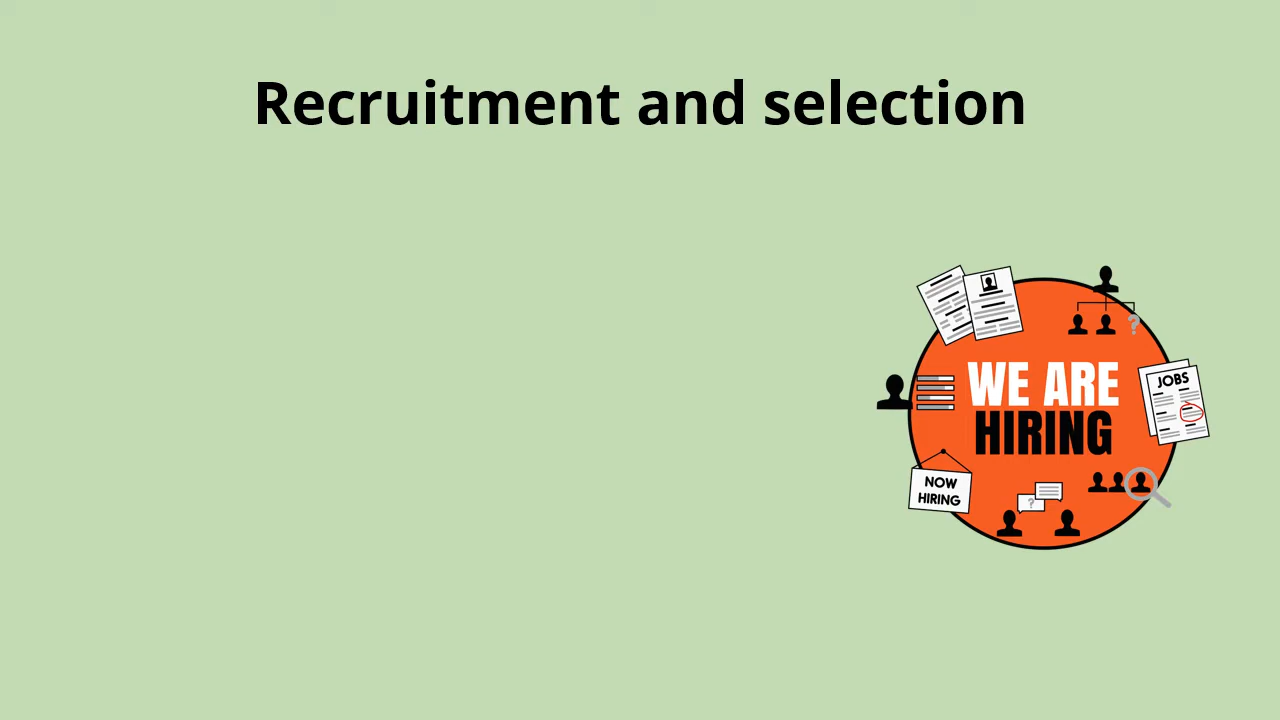 Recruitment and selection
WE ARE
HIRING
JOBS
NOW
HIRING
?
?